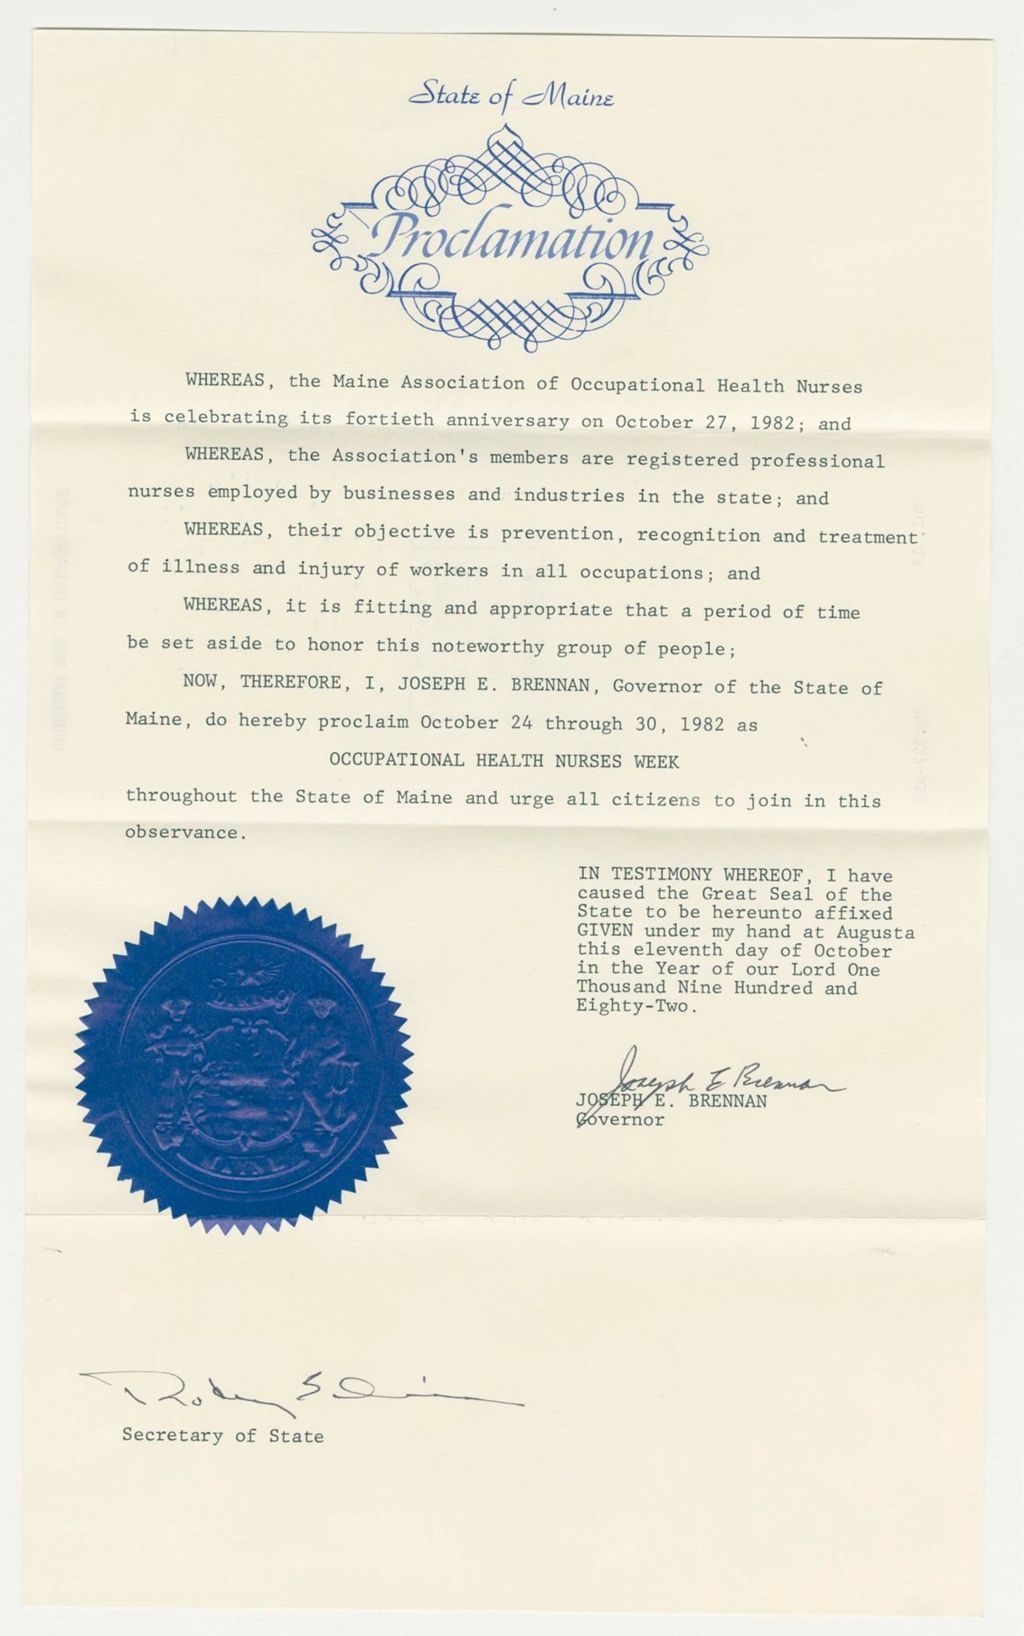 State of Maine
Proclamation
WHEREAS, the Maine Association of Occupational Health Nurses
is celebrating its fortieth anniversary on October 27, 1982; and
WHEREAS, the Association's members are registered professional
nurses employed by businesses and industries in the state; and
WHEREAS, their objective is prevention, recognition and treatment
of illness and injury of workers in all occupations; and
WHEREAS, it is fitting and appropriate that a period of time
be set aside to honor this noteworthy group of people;
NOW, THEREFORE, I, JOSEPH E. BRENNAN, Governor of the State of
Maine, do hereby proclaim October 24 through 30, 1982 as
OCCUPATIONAL HEALTH NURSES WEEK
throughout the State of Maine and urge all citizens to join in this
observance.
IN TESTIMONY WHEREOF, I have
caused the Great Seal of the
State to be hereunto affixed
GIVEN under my hand at Augusta
this eleventh day of October
in the Year of our Lord One
Thousand Nine Hundred and
Eighty-Two.
Joseph E Brennan
JOSEPH E. BRENNAN
Governor
DIRIGO
MAINE
Secretary of State